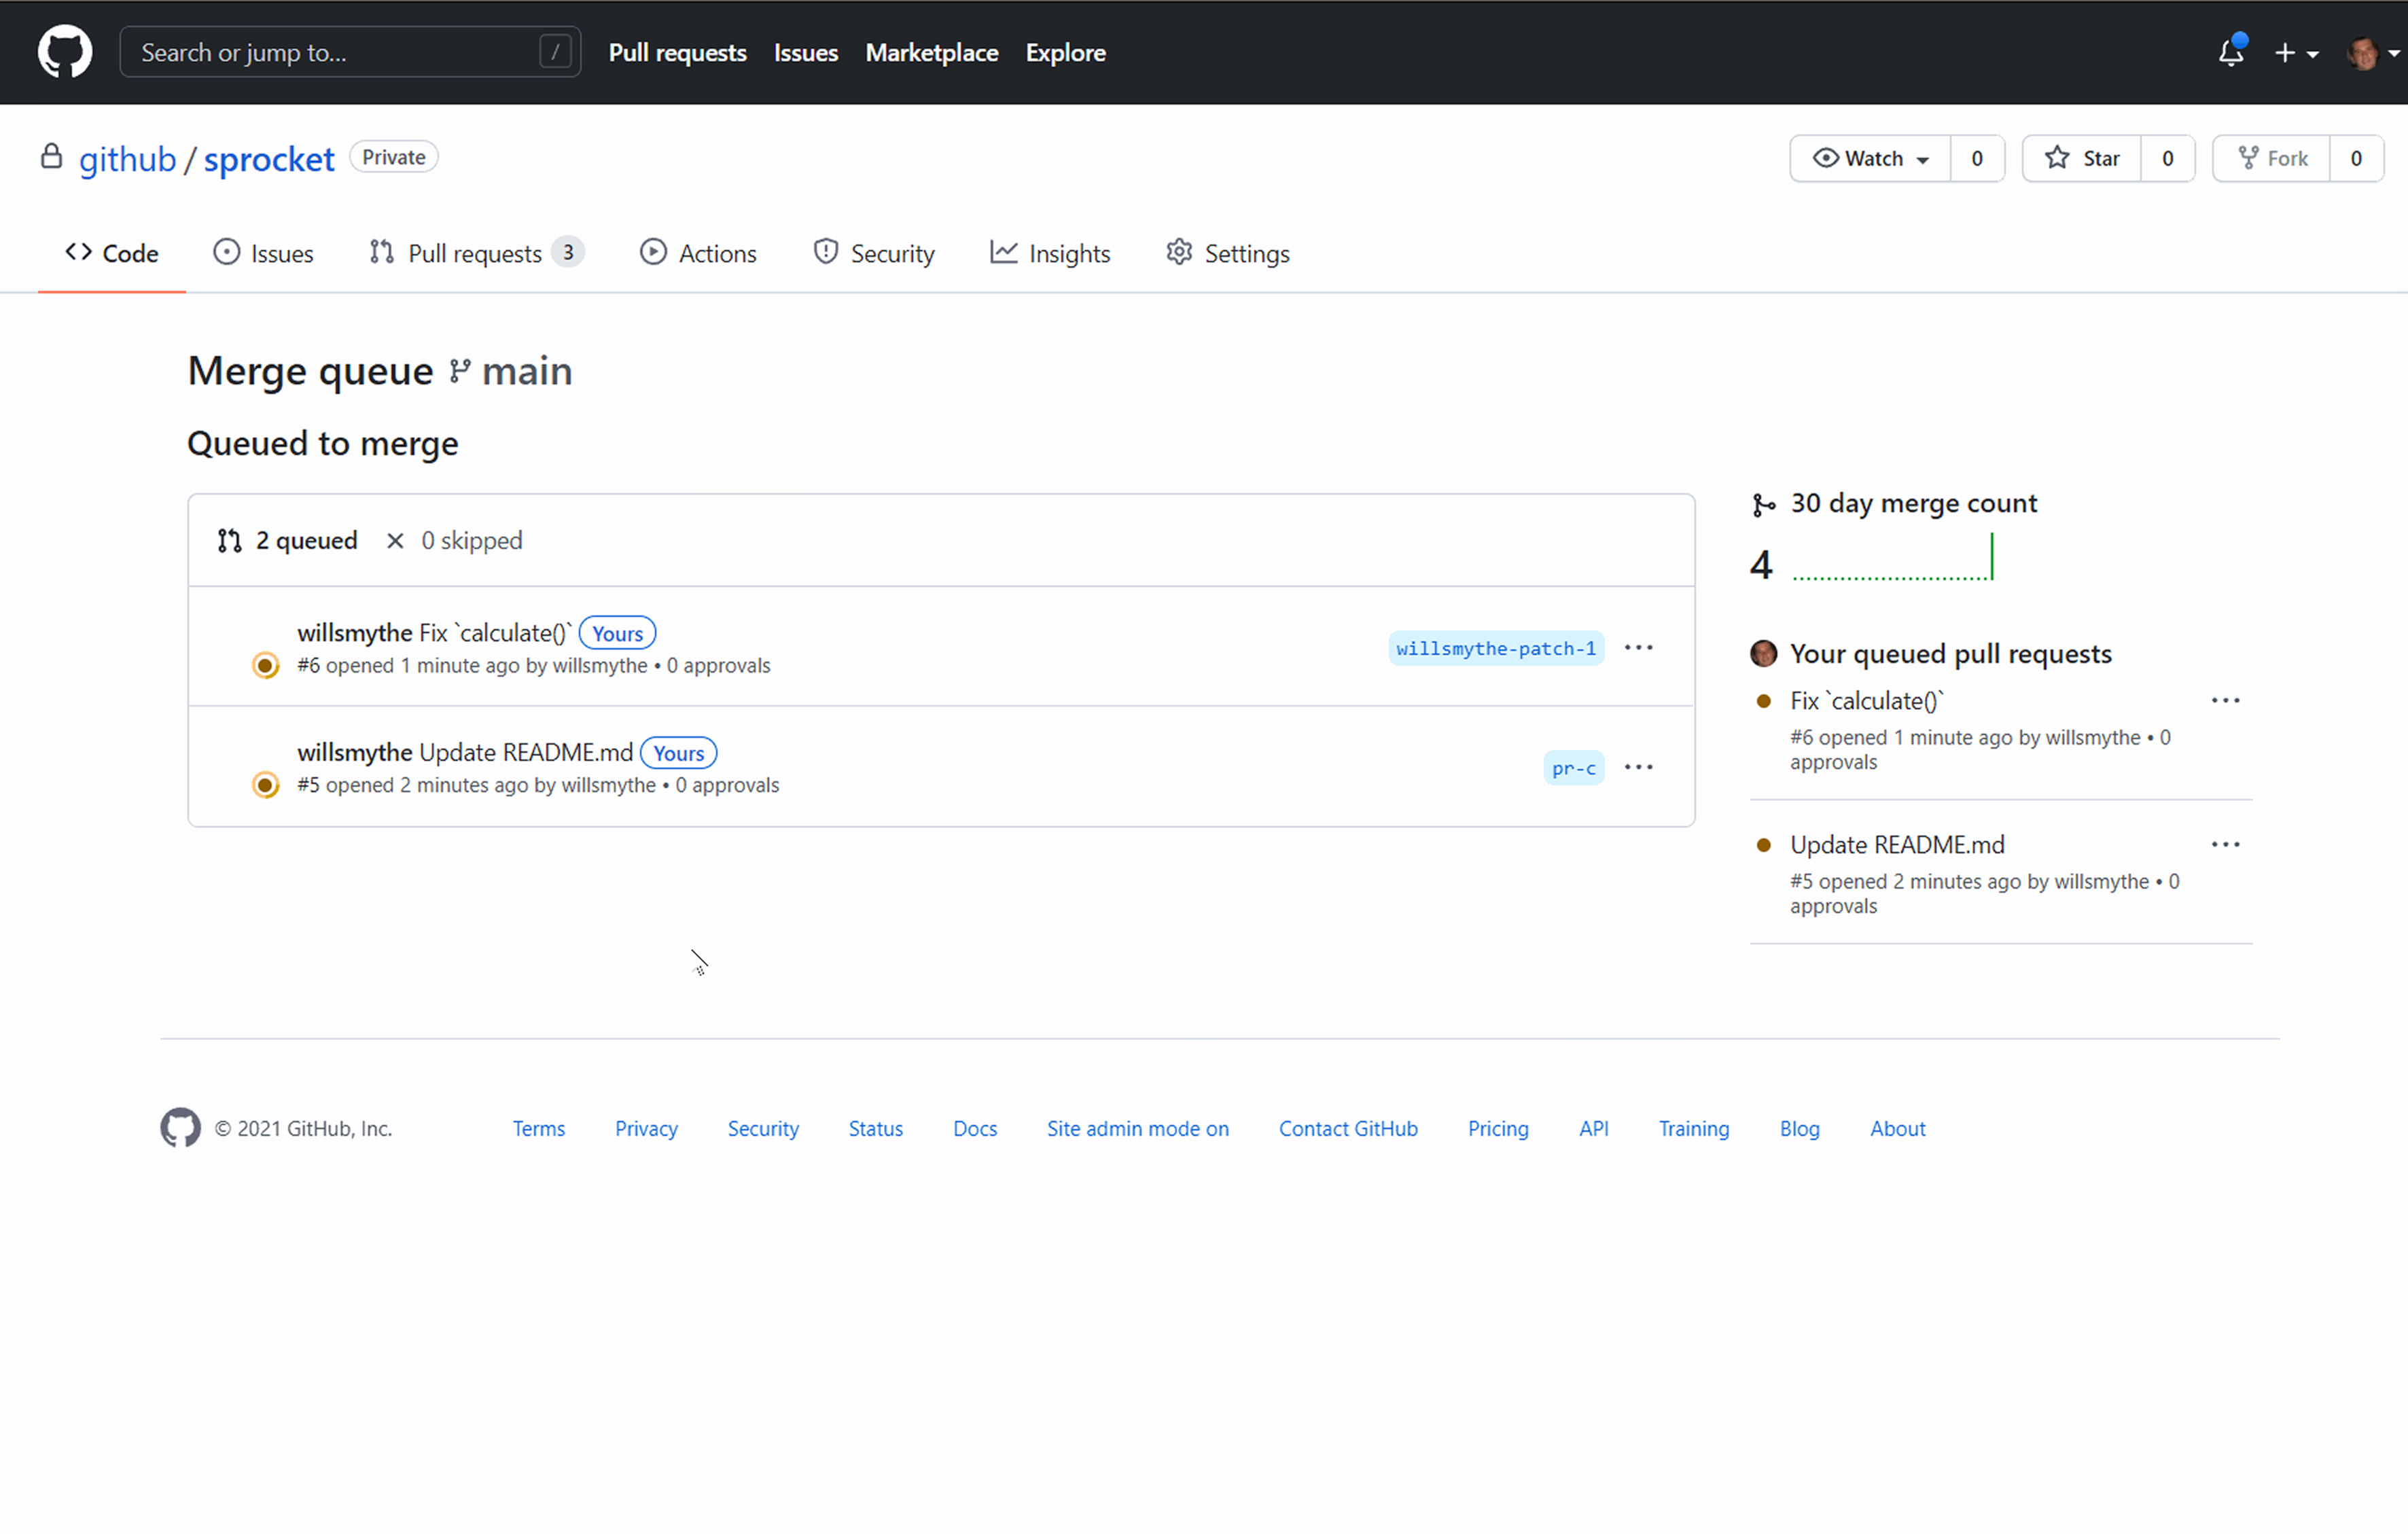 Search or jump to... / Pull requests Issues Marketplace Explore
github / sprocket Private Watch 0 Star 0 Fork 0
Code Issues Pull requests 3 Actions Security Insights Settings
Merge queue main
Queued to merge
2 queued 0 skipped
willsmythe Fix `calculate()` Yours
#6 opened 1 minute ago by willsmythe • 0 approvals
willsmythe-patch-1
willsmythe Update README.md Yours
#5 opened 2 minutes ago by willsmythe • 0 approvals
pr-c
30 day merge count
4
Your queued pull requests
Fix `calculate()`
#6 opened 1 minute ago by willsmythe • 0
approvals
Update README.md
#5 opened 2 minutes ago by willsmythe • 0
approvals
© 2021 GitHub, Inc. Terms Privacy Security Status Docs Site admin mode on Contact GitHub Pricing API Training Blog About